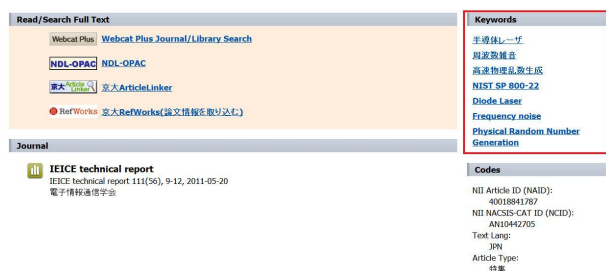 Read/Search Full Text
Webcat Plus Webcat Plus Journal/Library Search
NDL-OPAC NDL-OPAC
京大 Article Linker 京大ArticleLinker
RefWorks 京大RefWorks(論文情報を取り込む)
Journal
IEICE technical report
IEICE technical report 111(56), 9-12, 2011-05-20
電子情報通信学会
Keywords
半導体レーザ
周波数雑音
高速物理乱数生成
NIST SP 800-22
Diode Laser
Frequency noise
Physical Random Number
Generation
Codes
NII Article ID (NAID):
40018841787
NII NACSIS-CAT ID (NCID):
AN10442705
Text Lang:
JPN
Article Type:
特集